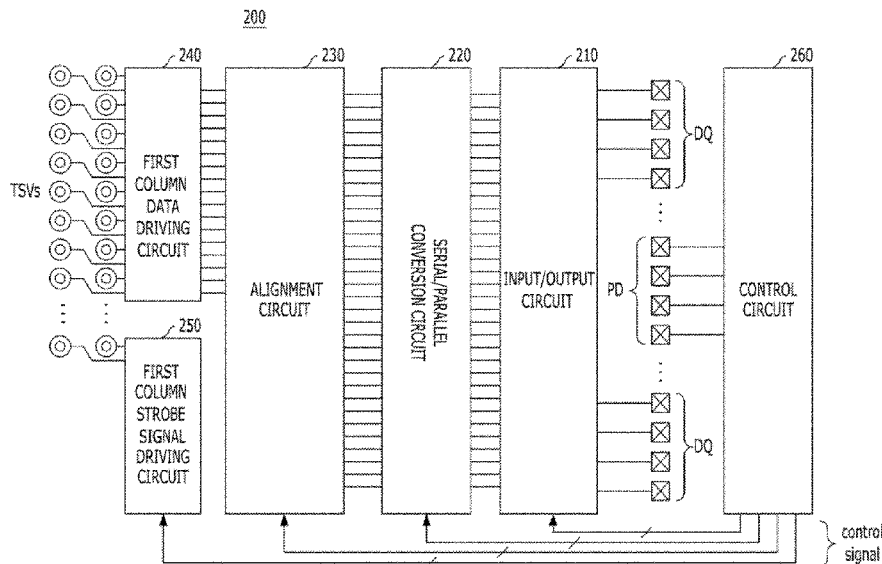 200
240
230
220
210
260
TSVs
FIRST
COLUMN
DATA
DRIVING
CIRCUIT
250
FIRST
COLUMN
STROBE
SIGNAL
DRIVING
CIRCUIT
ALIGNMENT
CIRCUIT
SERIAL/PARALLEL
CONVERSION CIRCUIT
INPUT/OUTPUT
CIRCUIT
DQ
PD
DQ
CONTROL
CIRCUIT
control
signal